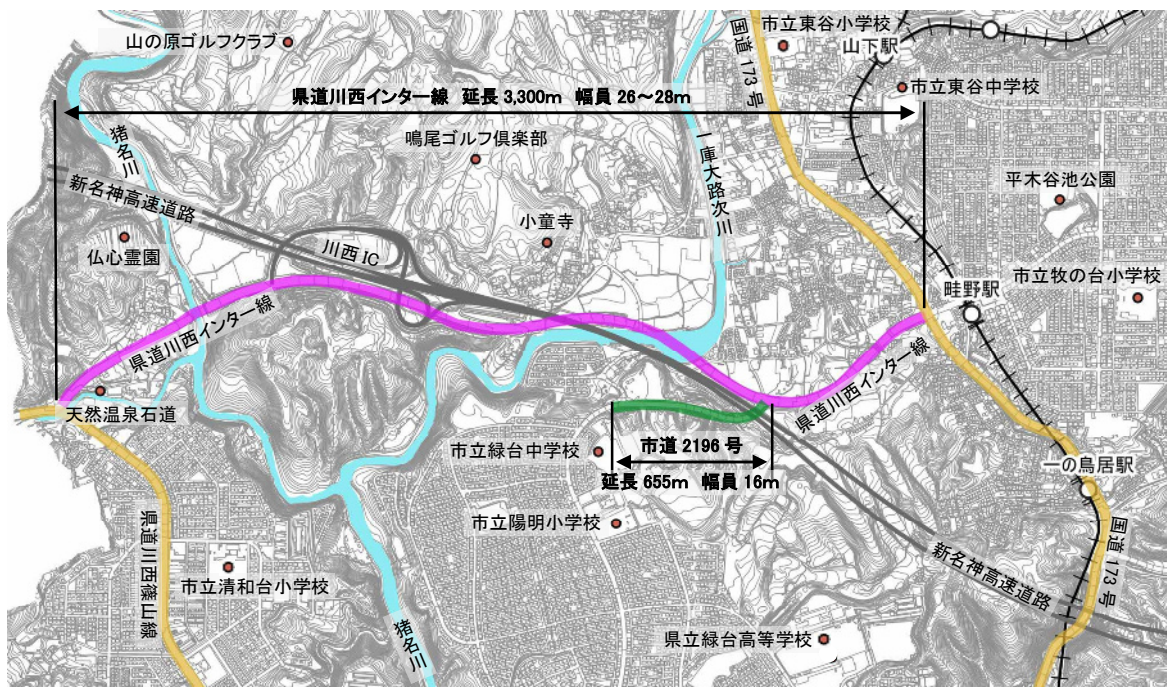 山の原ゴルフクラブ
国道 173 号
市立東谷小学校
山下駅
市立東谷中学校
県道川西インター線 延長 3,300m 幅員 26～28m
猪名川
鳴尾ゴルフ倶楽部
一庫大路次川
平木谷池公園
新名神高速道路
小童寺
仏心霊園
川西 IC
市立牧の台小学校
畦野駅
県道川西インター線
県道川西インター線
天然温泉石道
市立緑台中学校
市道 2196 号
延長 655m 幅員 16m
一の鳥居駅
県道川西篠山線
市立陽明小学校
国道 173 号
新名神高速道路
市立清和台小学校
猪名川
県立緑台高等学校